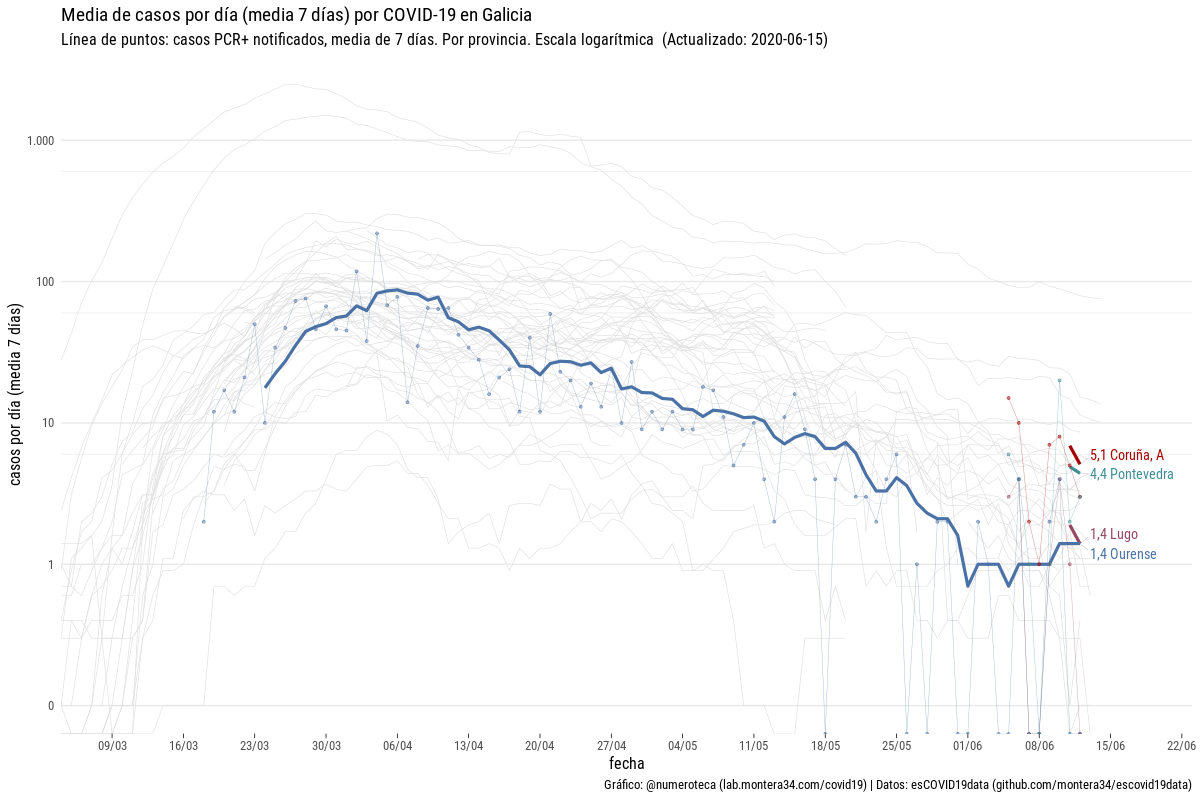 Media de casos por día (media 7 días) por COVID-19 en Galicia
Línea de puntos: casos PCR+ notificados, media de 7 días. Por provincia. Escala logarítmica  (Actualizado: 2020-06-15)
casos por día (media 7 días)
1.000
100
10
1
0
5,1 Coruña, A
4,4 Pontevedra
1,4 Lugo
1,4 Ourense
09/03 16/03 23/03 30/03 06/04 13/04 20/04 27/04 04/05 11/05 18/05 25/05 01/06 08/06 15/06 22/06
fecha
Gráfico: @numeroteca (lab.montera34.com/covid19) | Datos: esCOVID19data (github.com/montera34/escovid19data)